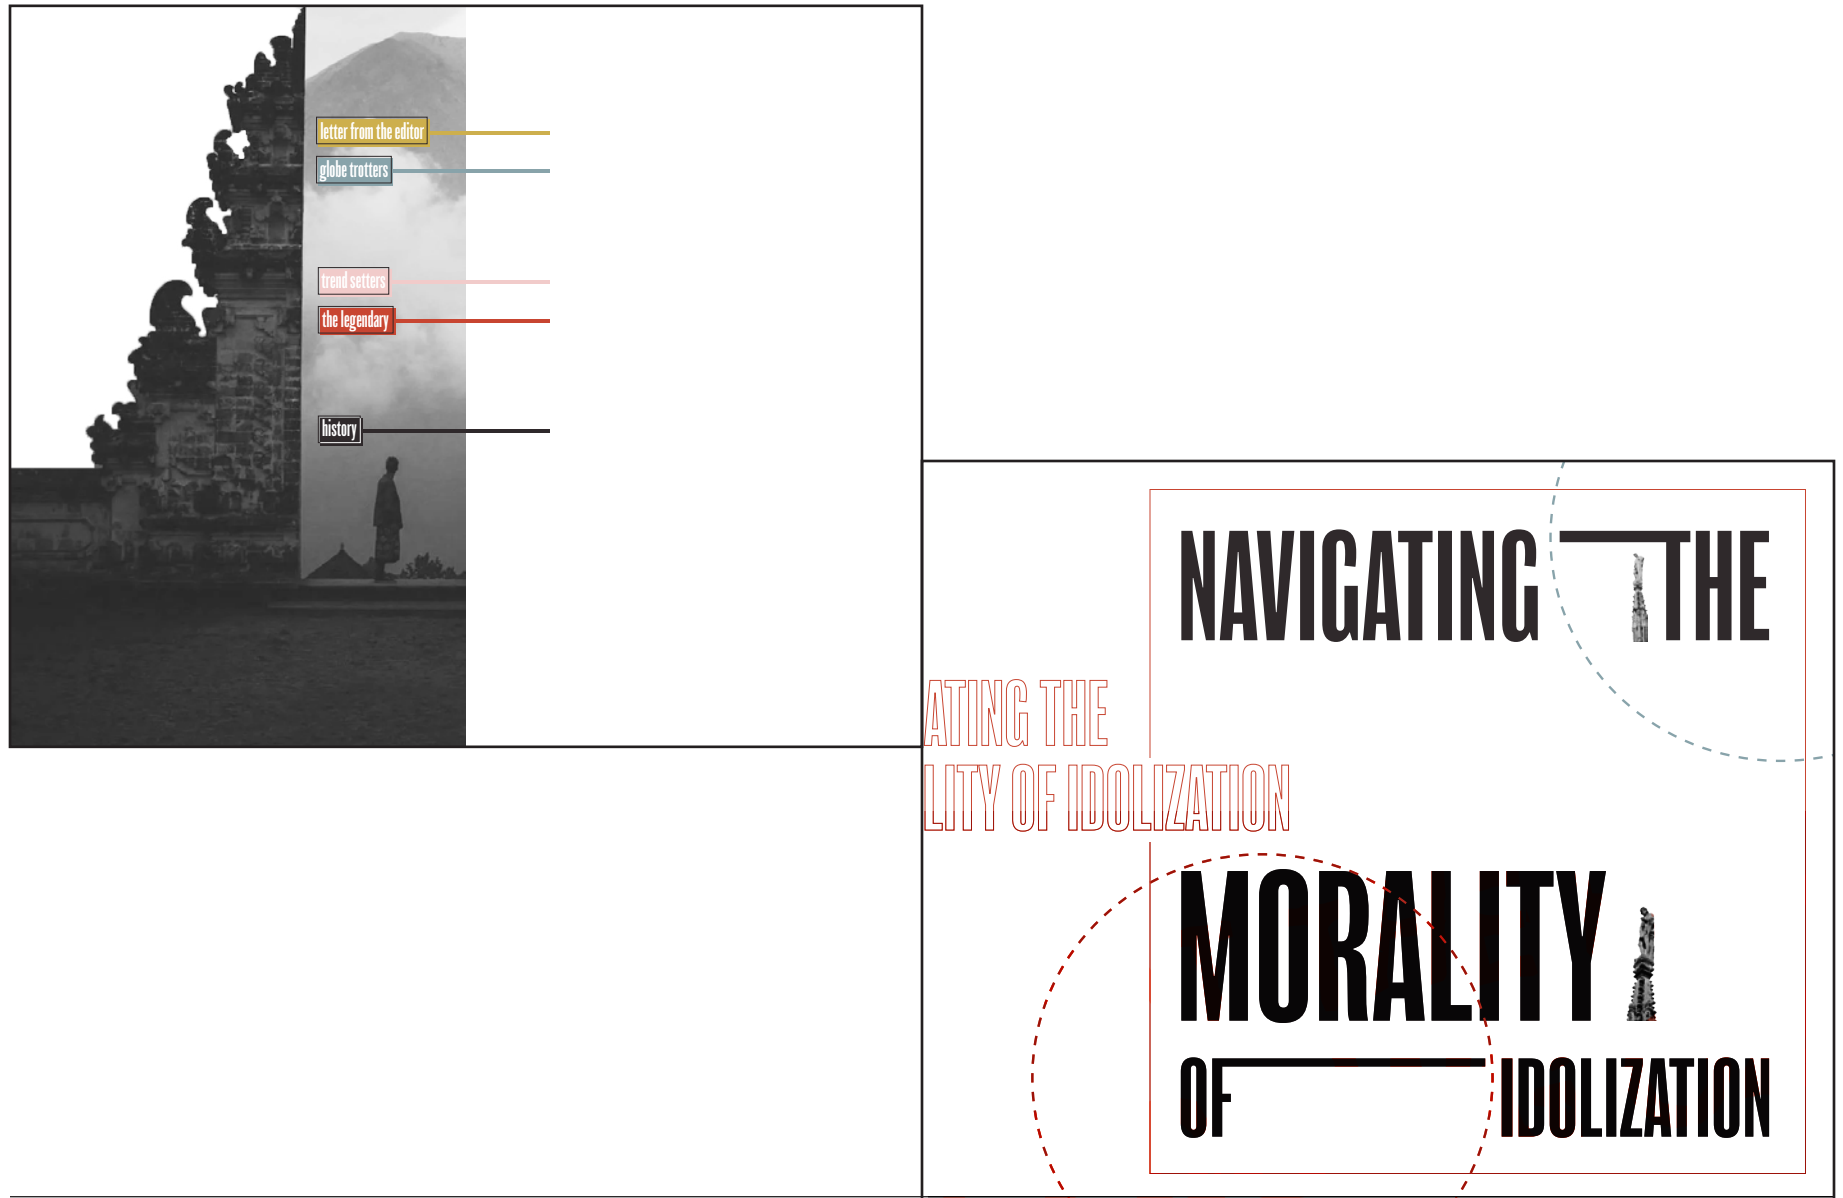 letter from the editor
globe trotters
trend setters
the legendary
history
NAVIGATING THE
ATING THE
LITY OF IDOLIZATION
MORALITY
OF IDOLIZATION